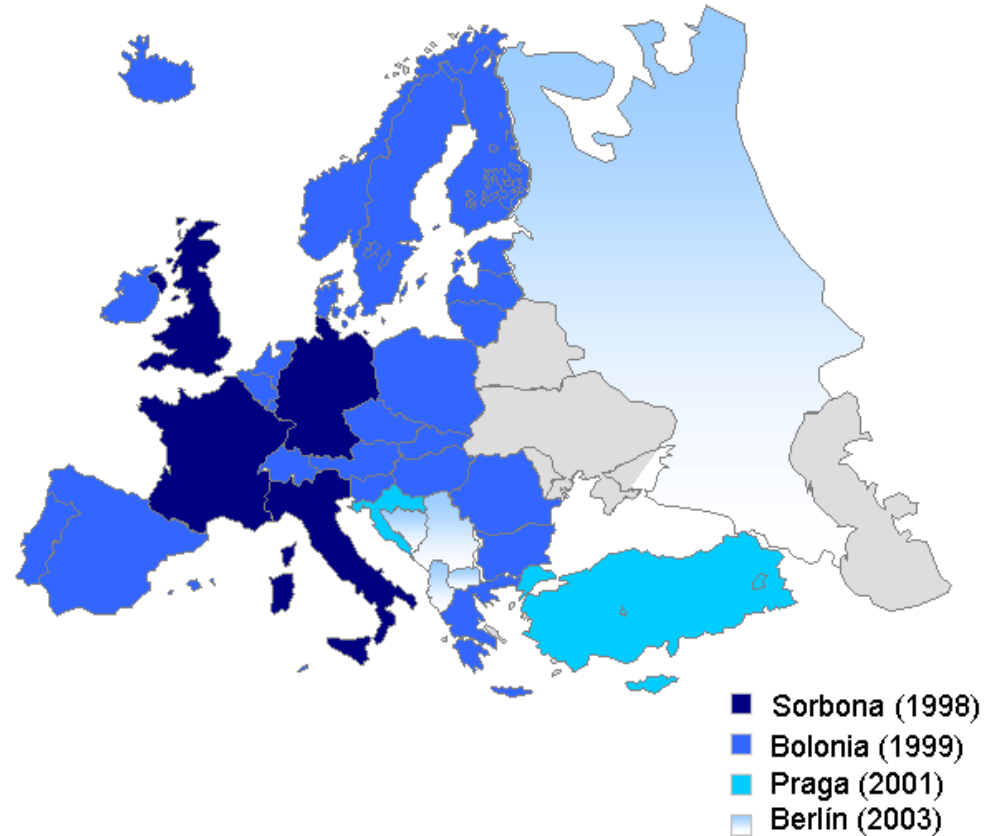 Sorbona (1998)
Bolonia (1999)
Praga (2001)
Berlín (2003)